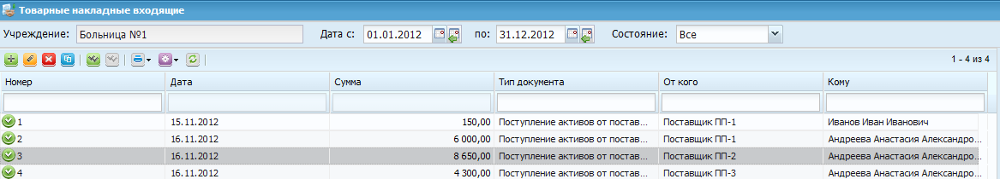 Товарные накладные входящие
Учреждение: Больница №1 Дата с: 01.01.2012 по: 31.12.2012 Состояние: Все
1 - 4 из 4
Номер Дата Сумма Тип документа От кого Кому
1 15.11.2012 150,00 Поступление активов от постав... Поставщик ПП-1 Иванов Иван Иванович
2 16.11.2012 6 000,00 Поступление активов от постав... Поставщик ПП-1 Андреева Анастасия Александро...
3 16.11.2012 8 650,00 Поступление активов от постав... Поставщик ПП-2 Андреева Анастасия Александро...
4 16.11.2012 4 300,00 Поступление активов от постав... Поставщик ПП-3 Андреева Анастасия Александро...